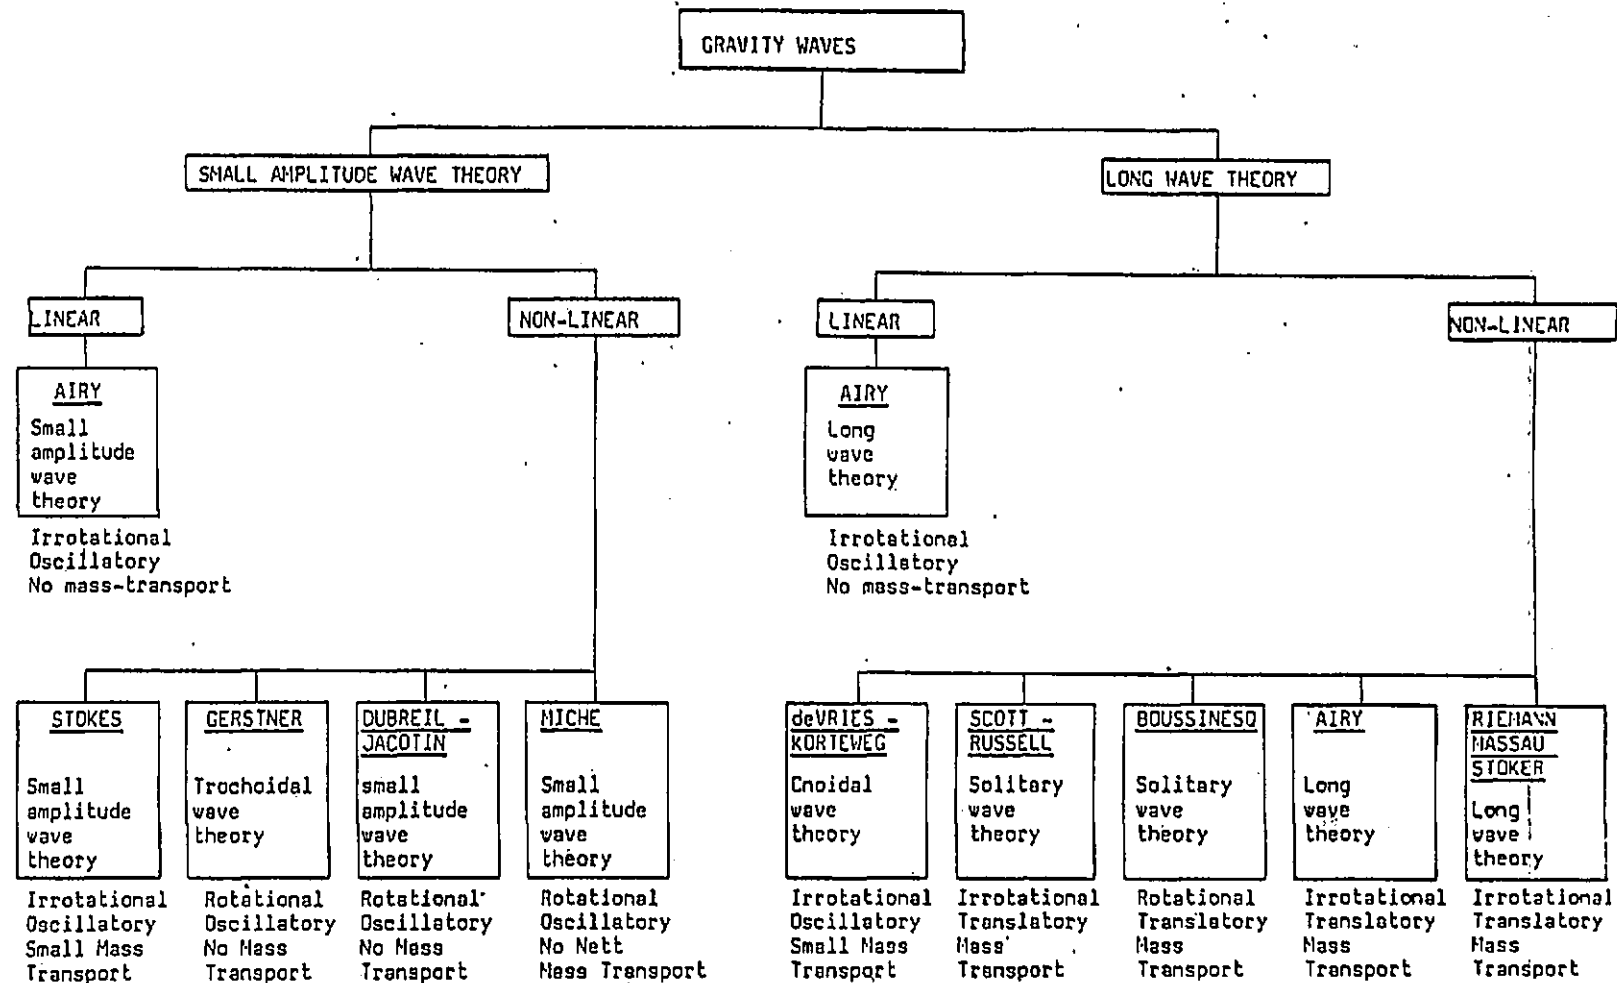 GRAVITY WAVES
SMALL AMPLITUDE WAVE THEORY
LONG WAVE THEORY
LINEAR
NON-LINEAR
LINEAR
NON-LINEAR
AIRY
Small
amplitude
wave
theory
Irrotational
Oscillatory
No mass-transport
AIRY
Long
wave
theory
Irrotational
Oscillatory
No mass-transport
STOKES
Small
amplitude
wave
theory
Irrotational
Oscillatory
Small Mass
Transport
GERSTNER
Trochoidal
wave
theory
Rotational
Oscillatory
No Mass
Transport
DUBREIL -
JACOTIN
small
amplitude
wave
theory
Rotational
Oscillatory
No Mass
Transport
MICHE
Small
amplitude
wave
theory
Rotational
Oscillatory
No Nett
Mass Transport
deVRIES -
KORTEWEG
Cnoidal
wave
theory
Irrotational
Oscillatory
Small Mass
Transport
SCOTT -
RUSSELL
Solitary
wave
theory
Irrotational
Translatory
Mass
Transport
BOUSSINESQ
Solitary
wave
theory
Rotational
Translatory
Mass
Transport
AIRY
Long
wave
theory
Irrotational
Translatory
Mass
Transport
RIEMANN
MASSAU
STOKER
Long
wave
theory
Irrotational
Translatory
Mass
Transport